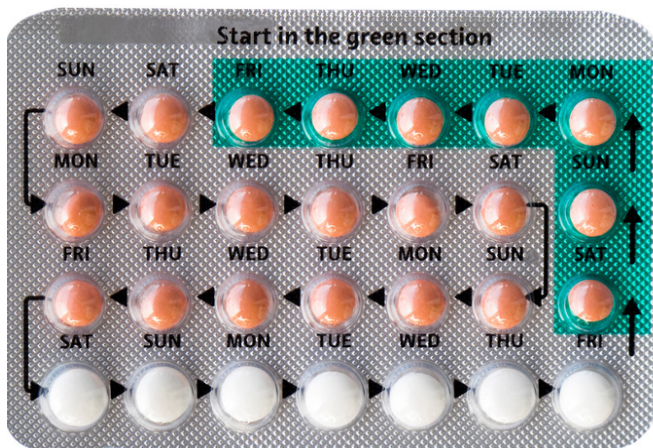 Start in the green section
SUN SAT FRI THU WED TUE MON
MON TUE WED THU FRI SAT SUN
FRI THU WED TUE MON SUN SAT
SAT SUN MON TUE WED THU FRI